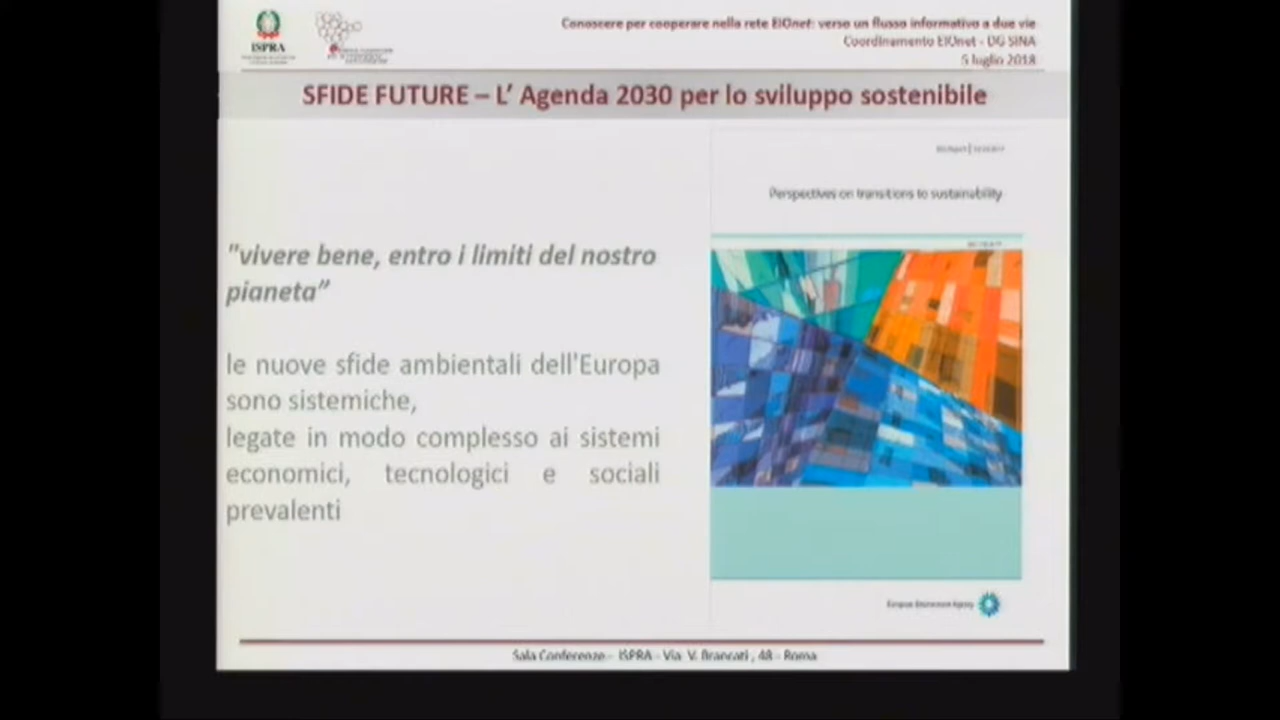 ISPRA
Conoscere per cooperare nella rete EIOnet: verso un flusso informativo a due vie
Coordinamento EIOnet - DG SINA
5 luglio 2018
SFIDE FUTURE – L’ Agenda 2030 per lo sviluppo sostenibile
Perspectives on transitions to sustainability
"vivere bene, entro i limiti del nostro
pianeta”
le nuove sfide ambientali dell'Europa
sono sistemiche,
legate in modo complesso ai sistemi
economici, tecnologici e sociali
prevalenti
European Environment Agency
Sala Conferenze - ISPRA - Via V. Brancati , 48 - Roma